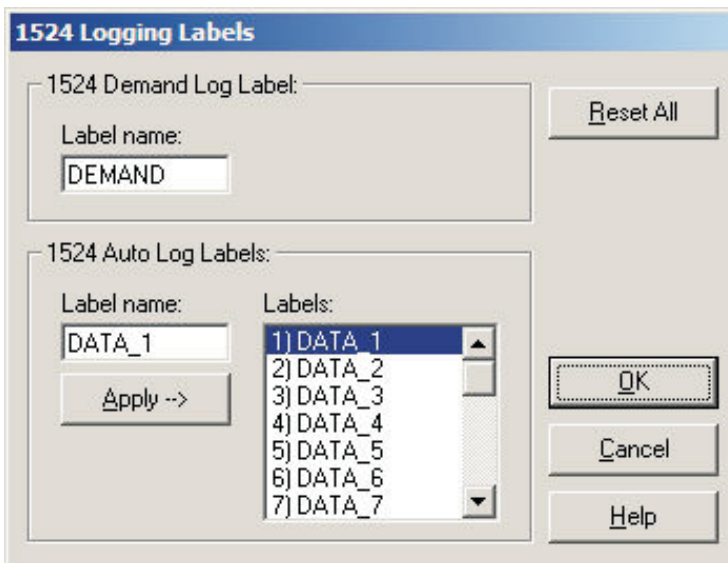 1524 Logging Labels
1524 Demand Log Label:
Label name:
DEMAND
Reset All
1524 Auto Log Labels:
Label name:
DATA_1
Apply -->
Labels:
1) DATA_1
2) DATA_2
3) DATA_3
4) DATA_4
5) DATA_5
6) DATA_6
7) DATA_7
OK
Cancel
Help